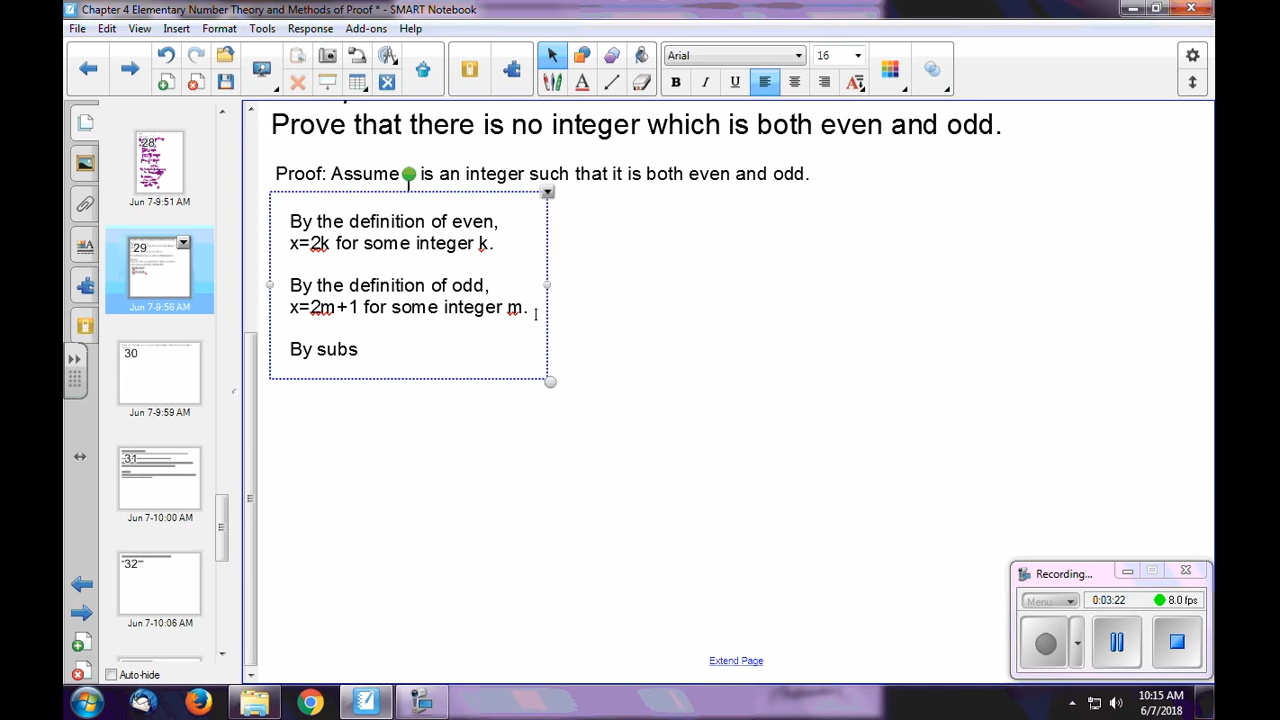 Chapter 4 Elementary Number Theory and Methods of Proof * - SMART Notebook
File Edit View Insert Format Tools Response Add-ons Help
Arial 16
B I U A
Prove that there is no integer which is both even and odd.
Proof: Assume is an integer such that it is both even and odd.
By the definition of even,
x=2k for some integer k.
By the definition of odd,
x=2m+1 for some integer m.
By subs
28
Jun 7-9:51 AM
29
Jun 7-9:56 AM
30
Jun 7-9:59 AM
31
Jun 7-10:00 AM
32
Jun 7-10:06 AM
Auto-hide
Extend Page
Recording...
Menu 0:03:22 8.0 fps
10:15 AM
6/7/2018